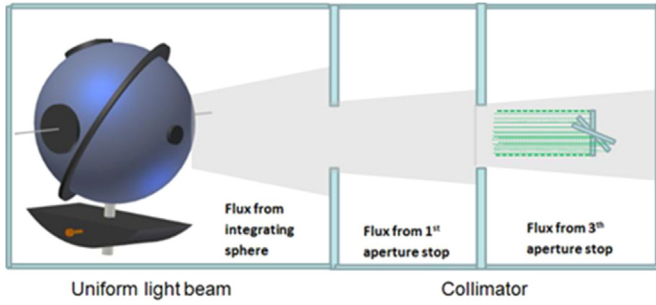 Flux from
integrating
sphere
Flux from 1st
aperture stop
Flux from 3th
aperture stop
Uniform light beam
Collimator